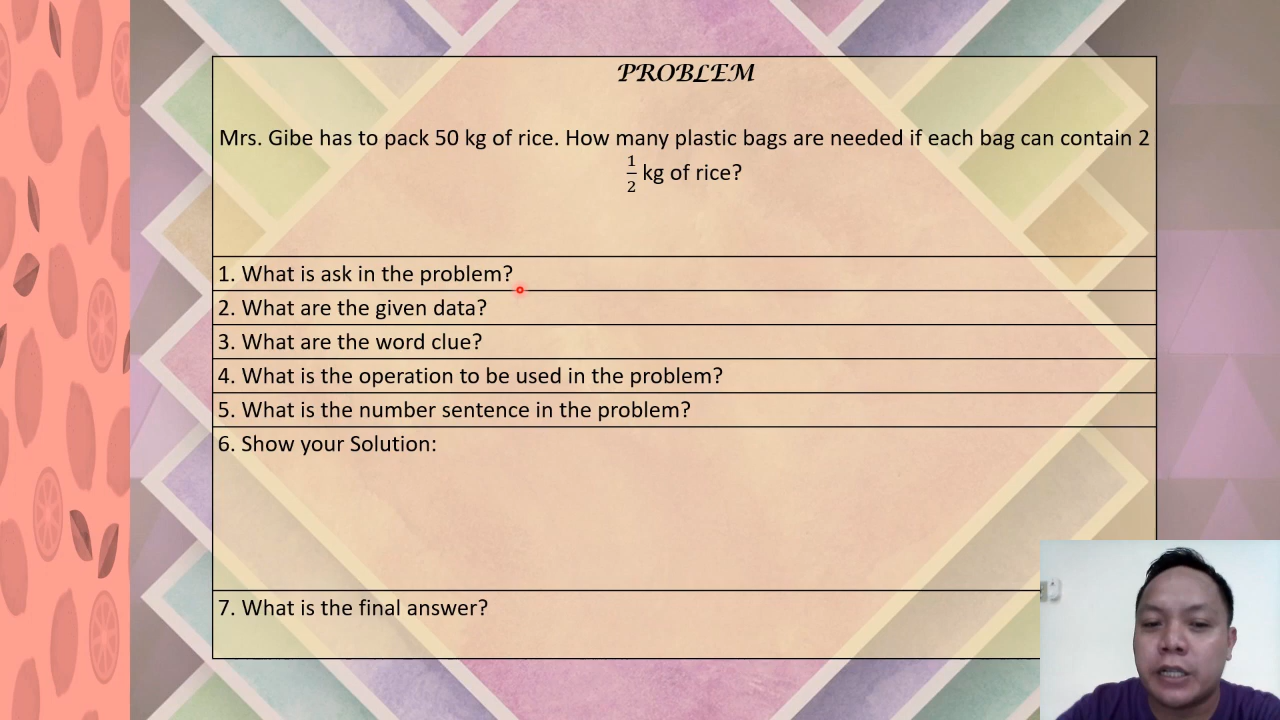 PROBLEM
Mrs. Gibe has to pack 50 kg of rice. How many plastic bags are needed if each bag can contain 2
1/2 kg of rice?
1. What is ask in the problem?
2. What are the given data?
3. What are the word clue?
4. What is the operation to be used in the problem?
5. What is the number sentence in the problem?
6. Show your Solution:
7. What is the final answer?